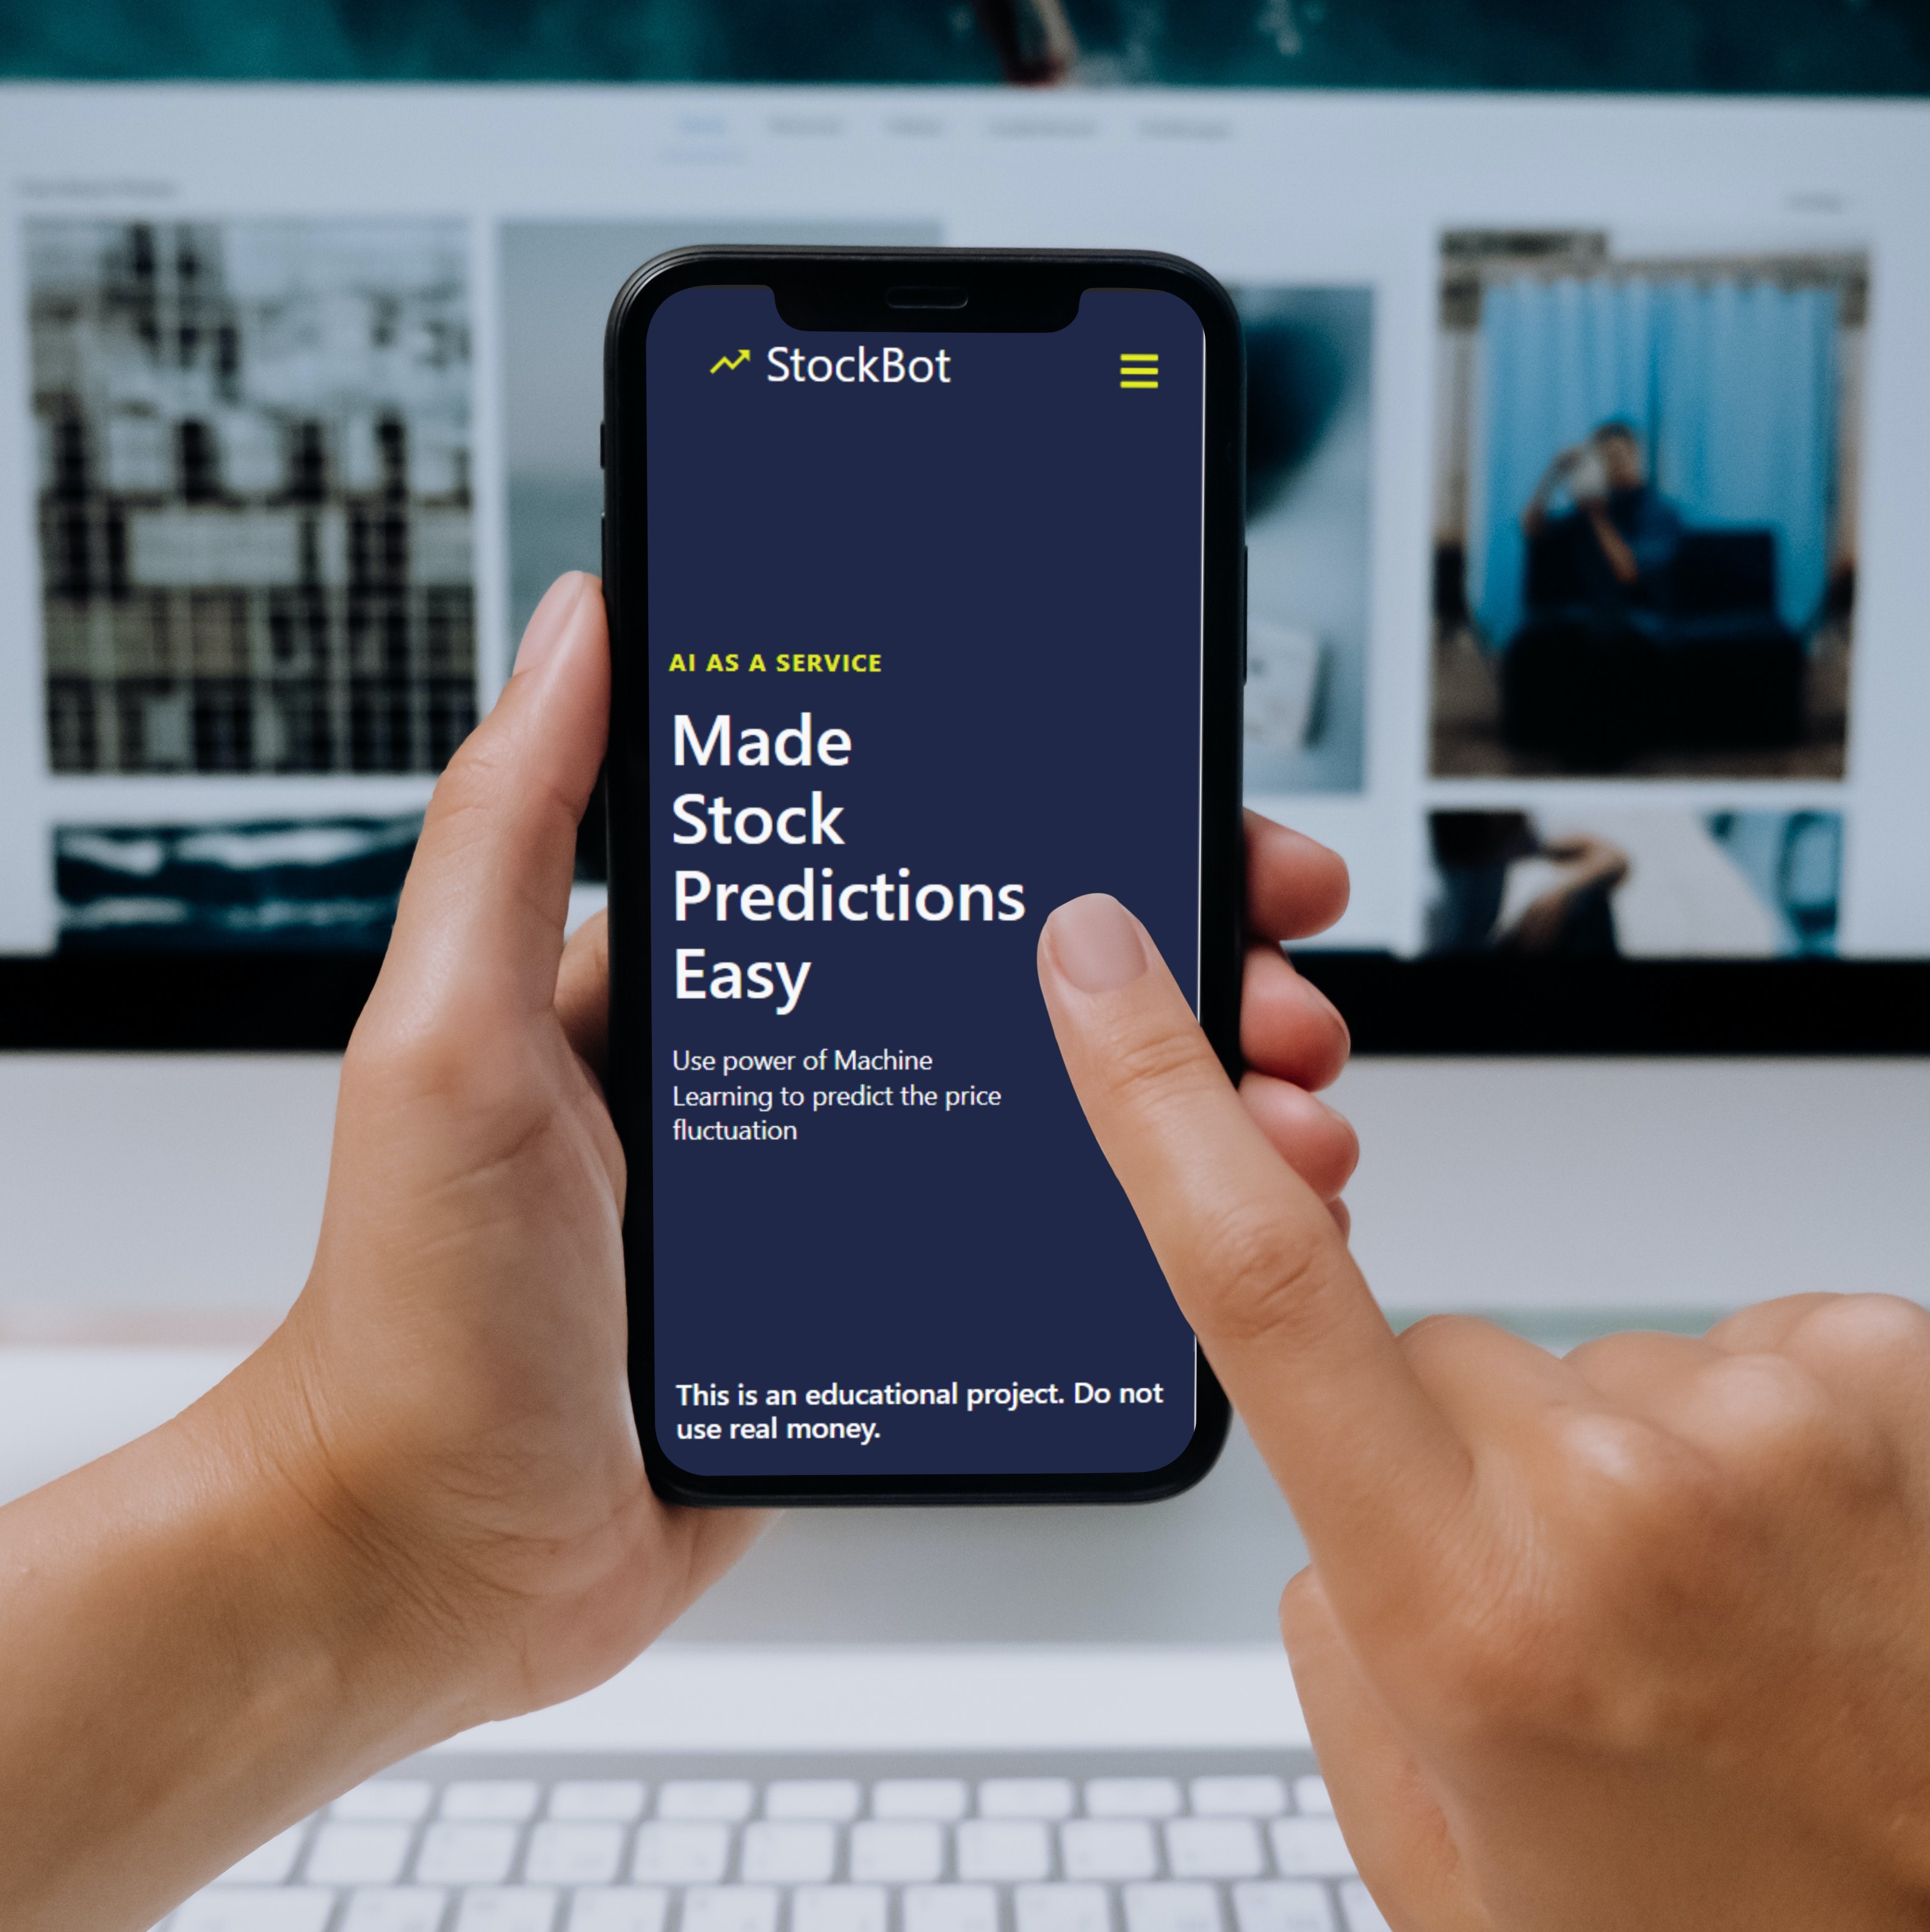 StockBot
AI AS A SERVICE
Made
Stock
Predictions
Easy
Use power of Machine
Learning to predict the price
fluctuation
This is an educational project. Do not
use real money.